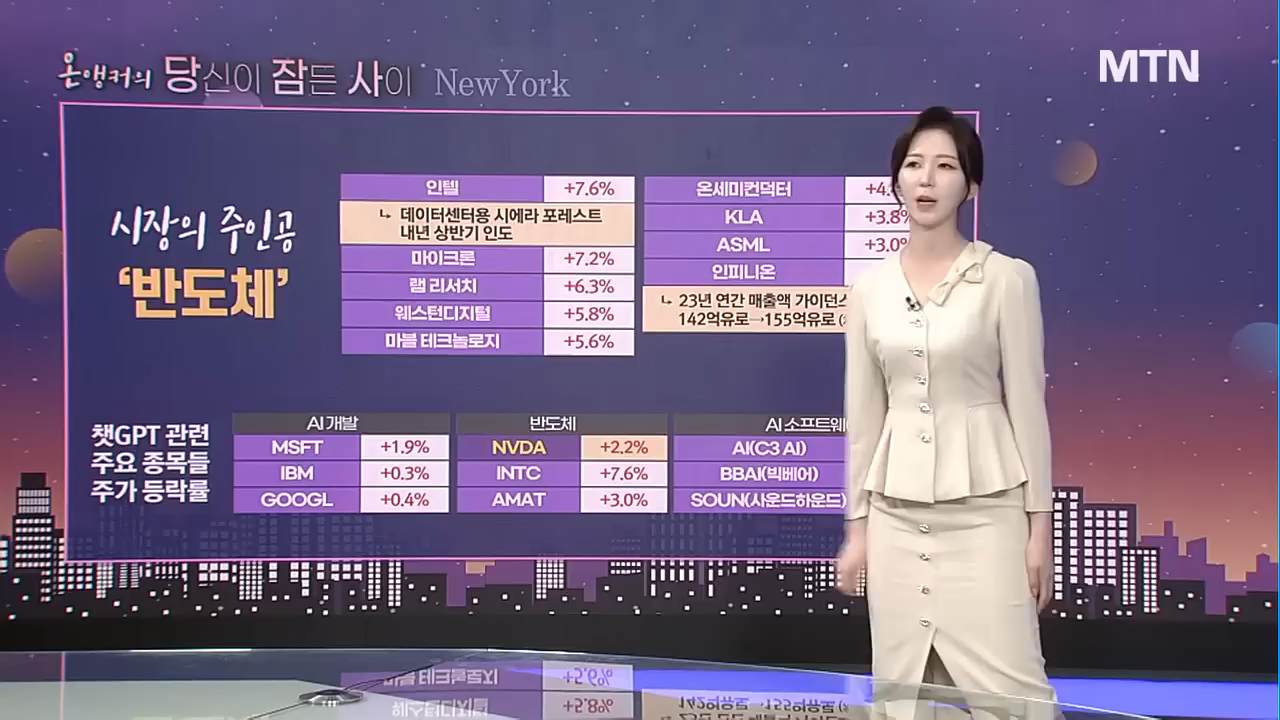 온앵커의 당신이 잠든 사이 NewYork
MTN
시장의 주인공
'반도체'
인텔 +7.6%
↳ 데이터센터용 시에라 포레스트
내년 상반기 인도
마이크론 +7.2%
램 리서치 +6.3%
웨스턴디지털 +5.8%
마블 테크놀로지 +5.6%
온세미컨덕터 +4.
KLA +3.8%
ASML +3.0%
인피니온
↳ 23년 연간 매출액 가이던스
142억유로→155억유로
챗GPT 관련
주요 종목들
주가 등락률
AI 개발
MSFT +1.9%
IBM +0.3%
GOOGL +0.4%
반도체
NVDA +2.2%
INTC +7.6%
AMAT +3.0%
AI 소프트웨
AI(C3 AI)
BBAI(빅베어)
SOUN(사운드하운드)